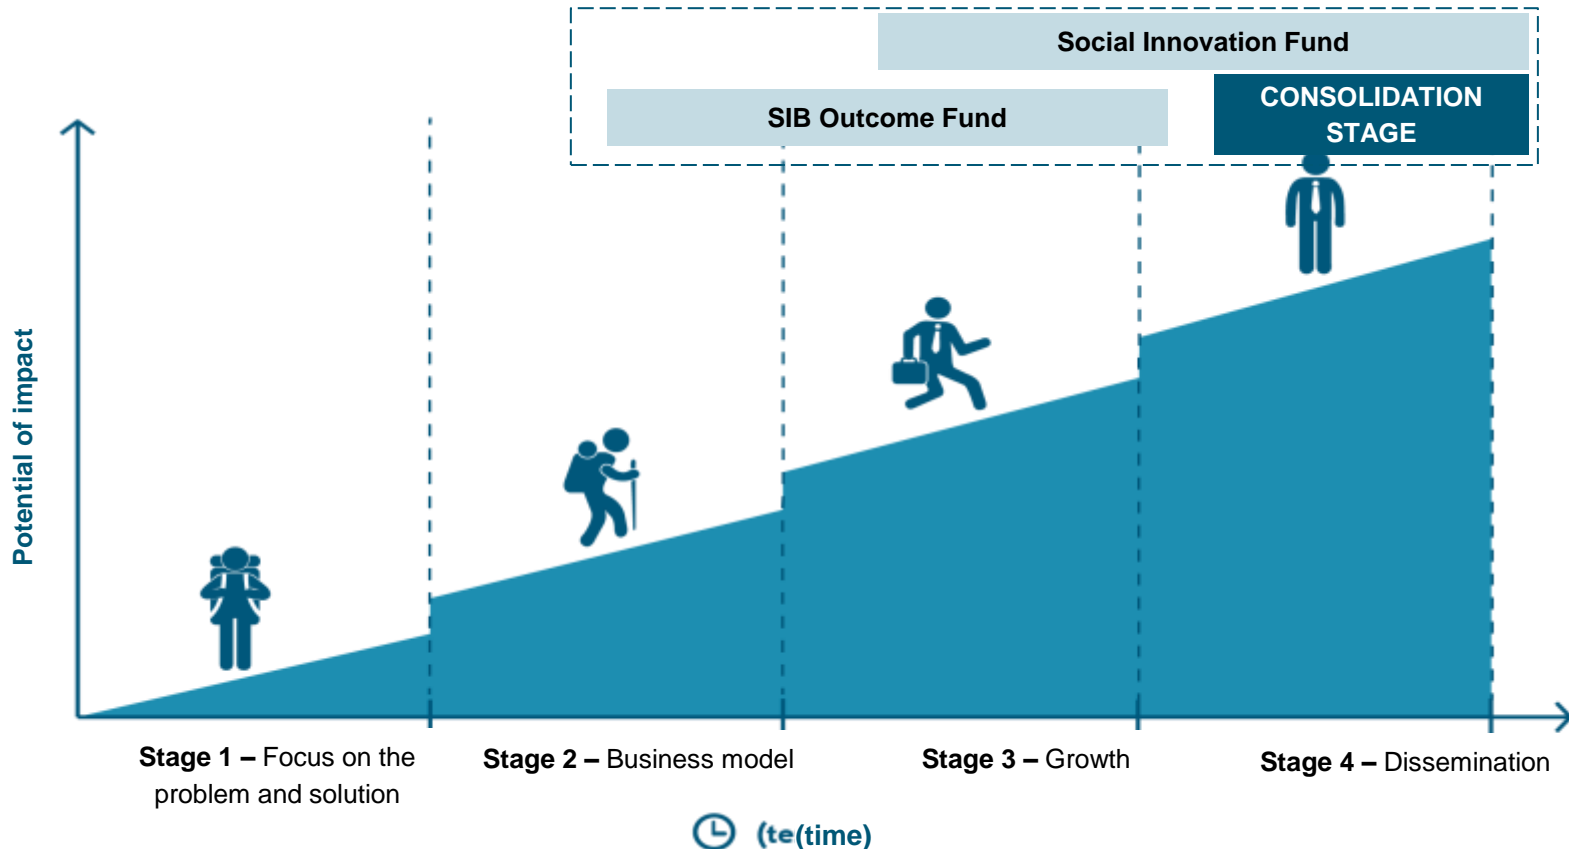 Social Innovation Fund
SIB Outcome Fund
CONSOLIDATION
STAGE
Potential of impact
Stage 1 – Focus on the
problem and solution
Stage 2 – Business model
Stage 3 – Growth
Stage 4 – Dissemination
(te(time)